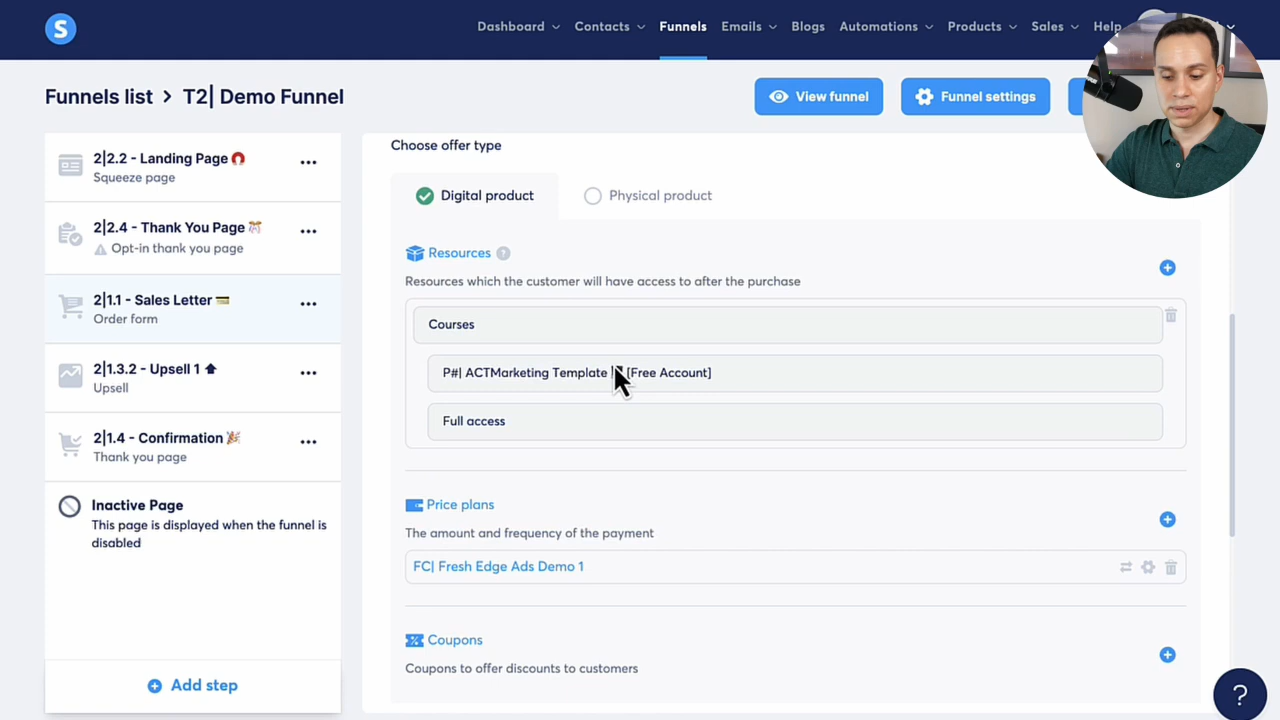 S
Dashboard
Contacts
Funnels
Emails
Blogs
Automations
Products
Sales
Help
Funnels list > T2| Demo Funnel
View funnel
Funnel settings
2|2.2 - Landing Page
Squeeze page
2|2.4 - Thank You Page
Opt-in thank you page
2|1.1 - Sales Letter
Order form
2|1.3.2 - Upsell 1
Upsell
2|1.4 - Confirmation
Thank you page
Inactive Page
This page is displayed when the funnel is
disabled
Add step
Choose offer type
Digital product
Physical product
Resources ?
Resources which the customer will have access to after the purchase
Courses
P#| ACTMarketing Template [Free Account]
Full access
Price plans
The amount and frequency of the payment
FC| Fresh Edge Ads Demo 1
Coupons
Coupons to offer discounts to customers
?